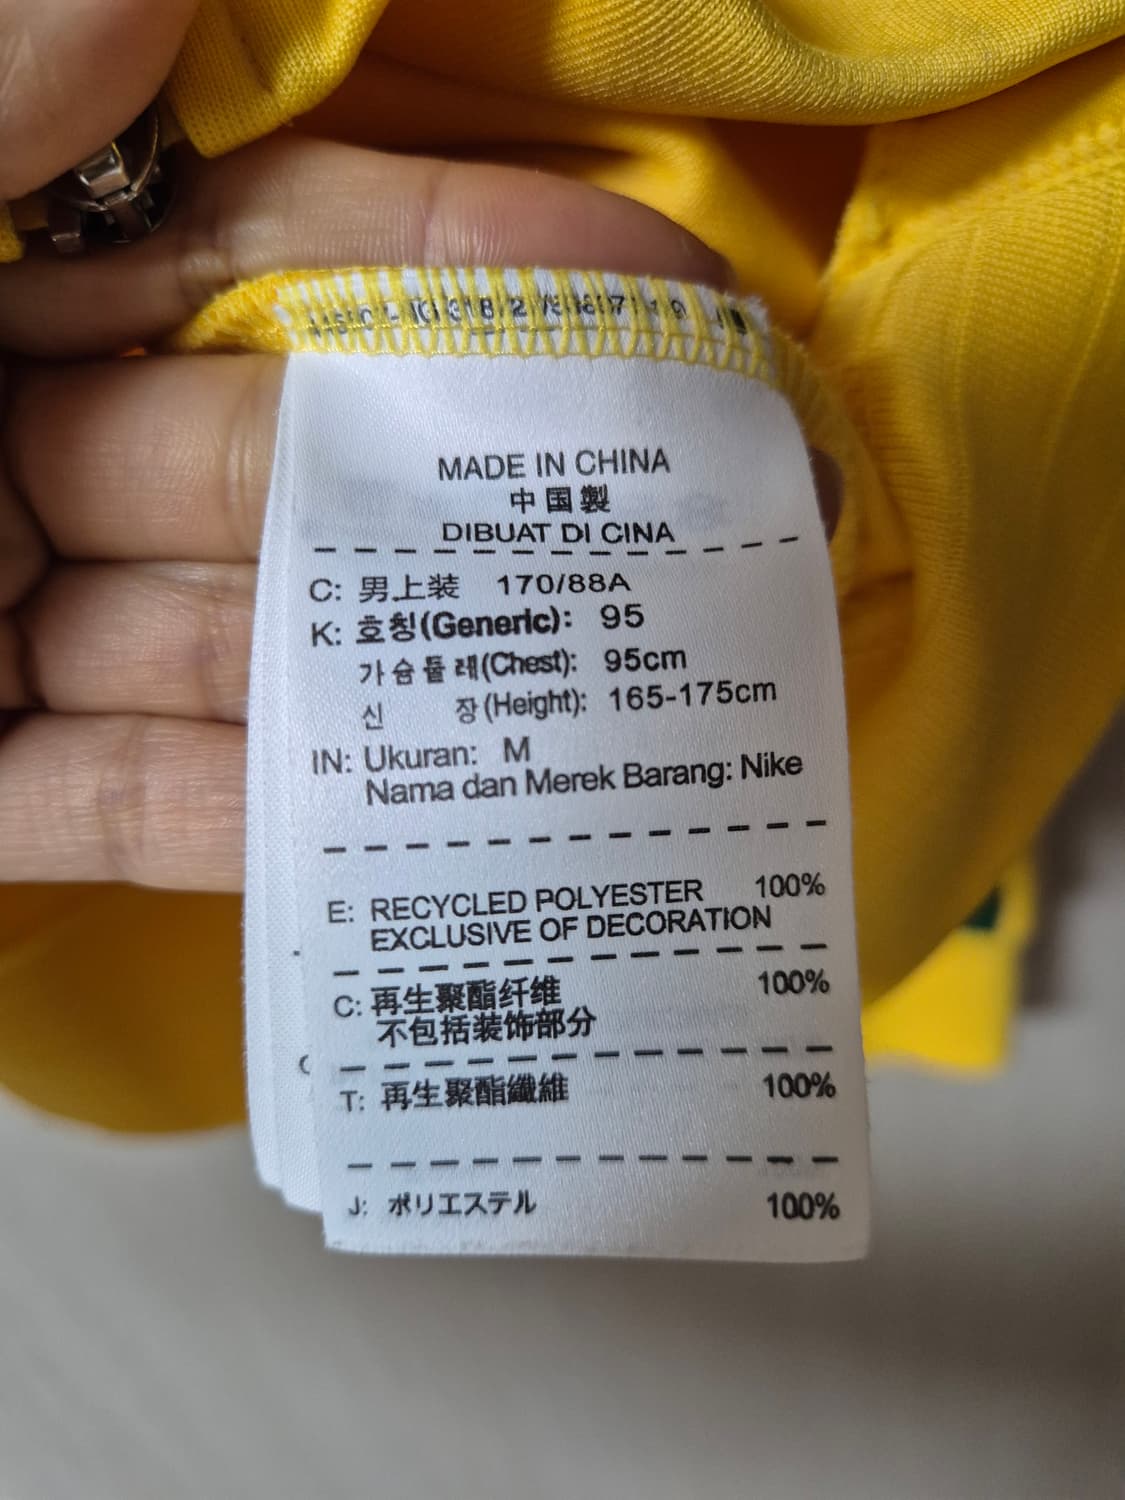 MADE IN CHINA
中国製
DIBUAT DI CINA
C: 男上装 170/88A
K: 호칭(Generic): 95
가슴둘레(Chest): 95cm
신 장(Height): 165-175cm
IN: Ukuran: M
Nama dan Merek Barang: Nike
E: RECYCLED POLYESTER 100%
EXCLUSIVE OF DECORATION
C: 再生聚酯纤维 100%
不包括装饰部分
T: 再生聚酯纖維 100%
J: ポリエステル 100%